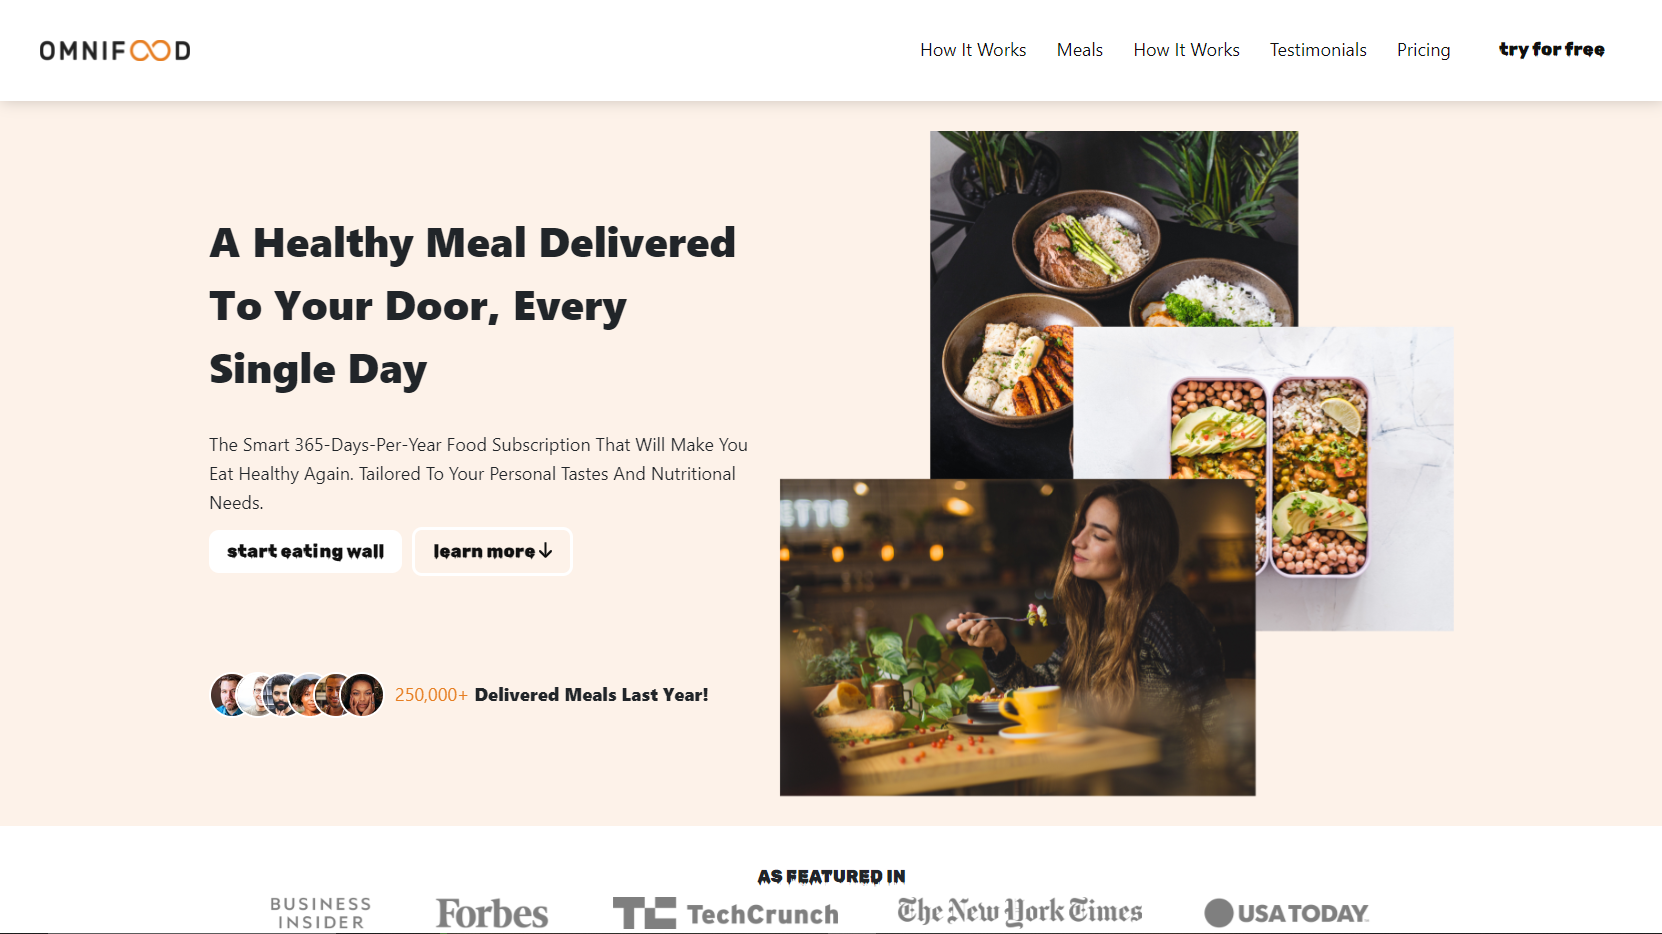 OMNIFOOD
How It Works Meals How It Works Testimonials Pricing try for free
A Healthy Meal Delivered
To Your Door, Every
Single Day
The Smart 365-Days-Per-Year Food Subscription That Will Make You
Eat Healthy Again. Tailored To Your Personal Tastes And Nutritional
Needs.
start eating wall learn more ↓
250,000+ Delivered Meals Last Year!
ETTE
AS FEATURED IN
BUSINESS
INSIDER
Forbes
TC TechCrunch
The New York Times
USA TODAY